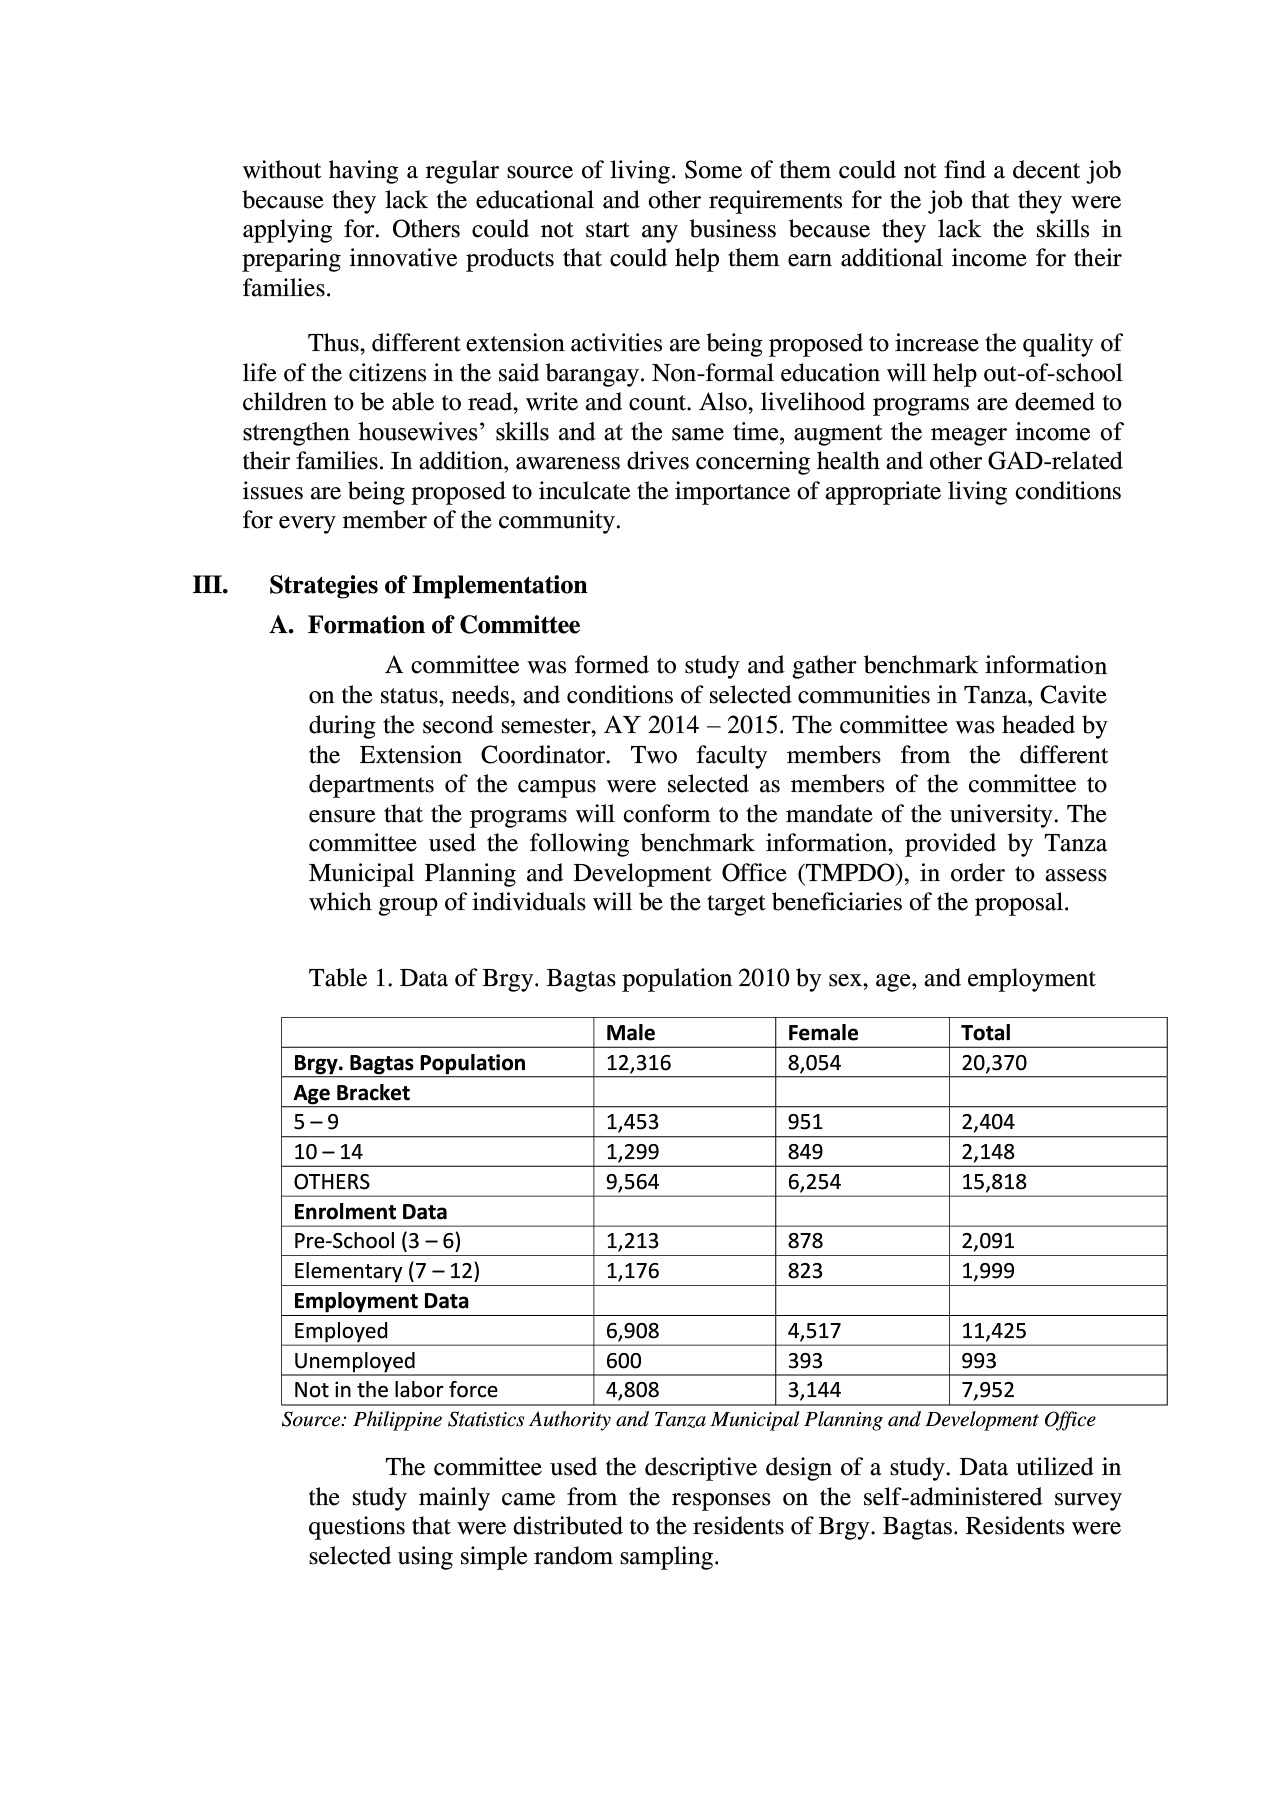 without having a regular source of living. Some of them could not find a decent job
because they lack the educational and other requirements for the job that they were
applying for. Others could not start any business because they lack the skills in
preparing innovative products that could help them earn additional income for their
families.
Thus, different extension activities are being proposed to increase the quality of
life of the citizens in the said barangay. Non-formal education will help out-of-school
children to be able to read, write and count. Also, livelihood programs are deemed to
strengthen housewives’ skills and at the same time, augment the meager income of
their families. In addition, awareness drives concerning health and other GAD-related
issues are being proposed to inculcate the importance of appropriate living conditions
for every member of the community.
III. Strategies of Implementation
A. Formation of Committee
A committee was formed to study and gather benchmark information
on the status, needs, and conditions of selected communities in Tanza, Cavite
during the second semester, AY 2014 – 2015. The committee was headed by
the Extension Coordinator. Two faculty members from the different
departments of the campus were selected as members of the committee to
ensure that the programs will conform to the mandate of the university. The
committee used the following benchmark information, provided by Tanza
Municipal Planning and Development Office (TMPDO), in order to assess
which group of individuals will be the target beneficiaries of the proposal.
Table 1. Data of Brgy. Bagtas population 2010 by sex, age, and employment
Male Female Total
Brgy. Bagtas Population 12,316 8,054 20,370
Age Bracket
5 – 9 1,453 951 2,404
10 – 14 1,299 849 2,148
OTHERS 9,564 6,254 15,818
Enrolment Data
Pre-School (3 – 6) 1,213 878 2,091
Elementary (7 – 12) 1,176 823 1,999
Employment Data
Employed 6,908 4,517 11,425
Unemployed 600 393 993
Not in the labor force 4,808 3,144 7,952
Source: Philippine Statistics Authority and Tanza Municipal Planning and Development Office
The committee used the descriptive design of a study. Data utilized in
the study mainly came from the responses on the self-administered survey
questions that were distributed to the residents of Brgy. Bagtas. Residents were
selected using simple random sampling.